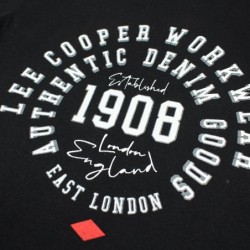 LEE COOPER WORKWEAR
AUTHENTIC DENIM GOODS
Established
1908
London
England
EAST LONDON